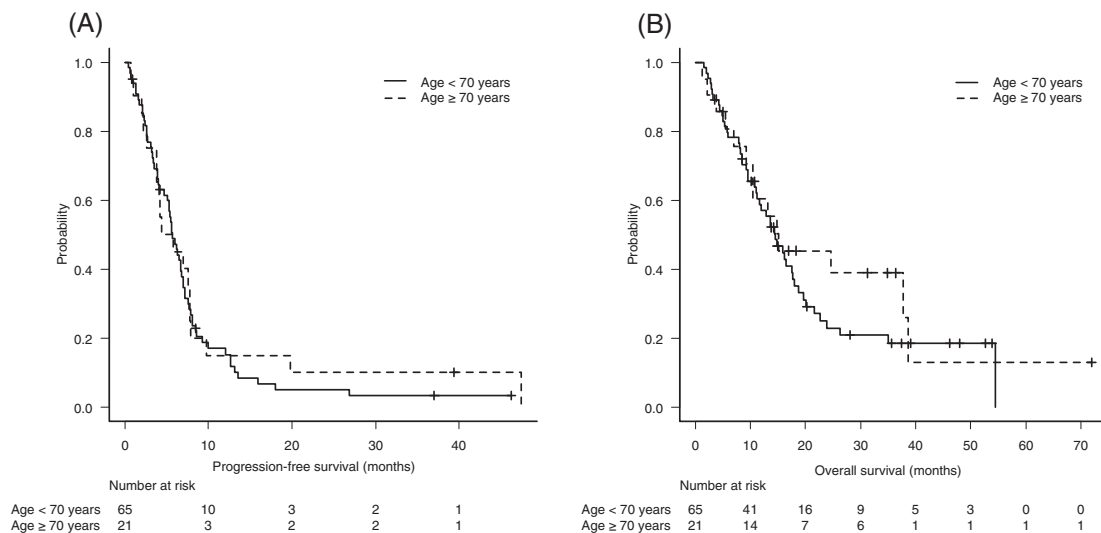 (A)
1.0
0.8
0.6
0.4
0.2
0.0
Probability
Age < 70 years
Age ≥ 70 years
0 10 20 30 40
Progression-free survival (months)
Number at risk
Age < 70 years 65 10 3 2 1
Age ≥ 70 years 21 3 2 2 1
(B)
1.0
0.8
0.6
0.4
0.2
0.0
Probability
Age < 70 years
Age ≥ 70 years
0 10 20 30 40 50 60 70
Overall survival (months)
Number at risk
Age < 70 years 65 41 16 9 5 3 0 0
Age ≥ 70 years 21 14 7 6 1 1 1 1